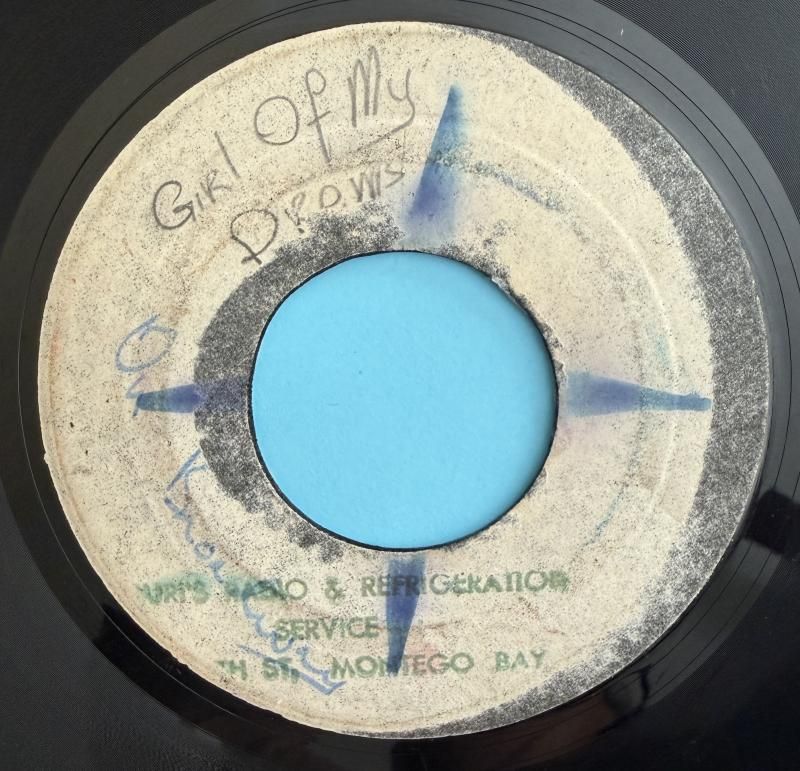 Girl Of My
Dreams
RADIO & REFRIGERATION
SERVICE
ST, MONTEGO BAY